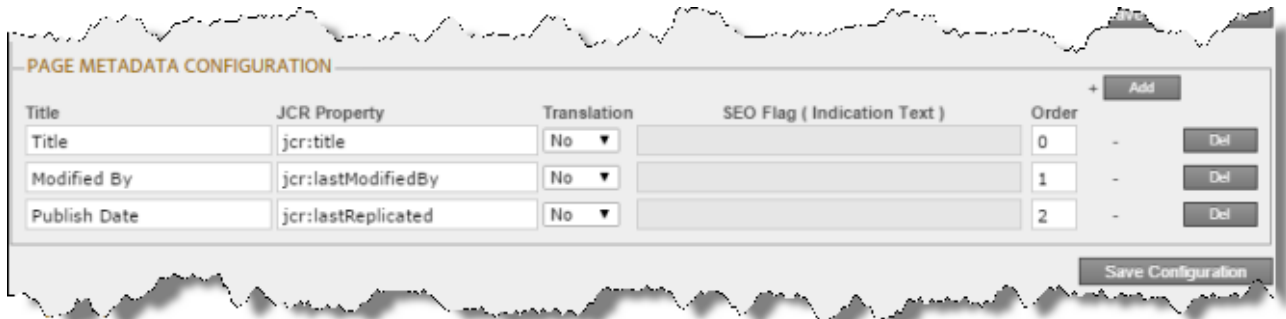 PAGE METADATA CONFIGURATION
+ Add
Title JCR Property Translation SEO Flag ( Indication Text ) Order
Title jcr:title No ▼ 0 - Del
Modified By jcr:lastModifiedBy No ▼ 1 - Del
Publish Date jcr:lastReplicated No ▼ 2 - Del
Save Configuration